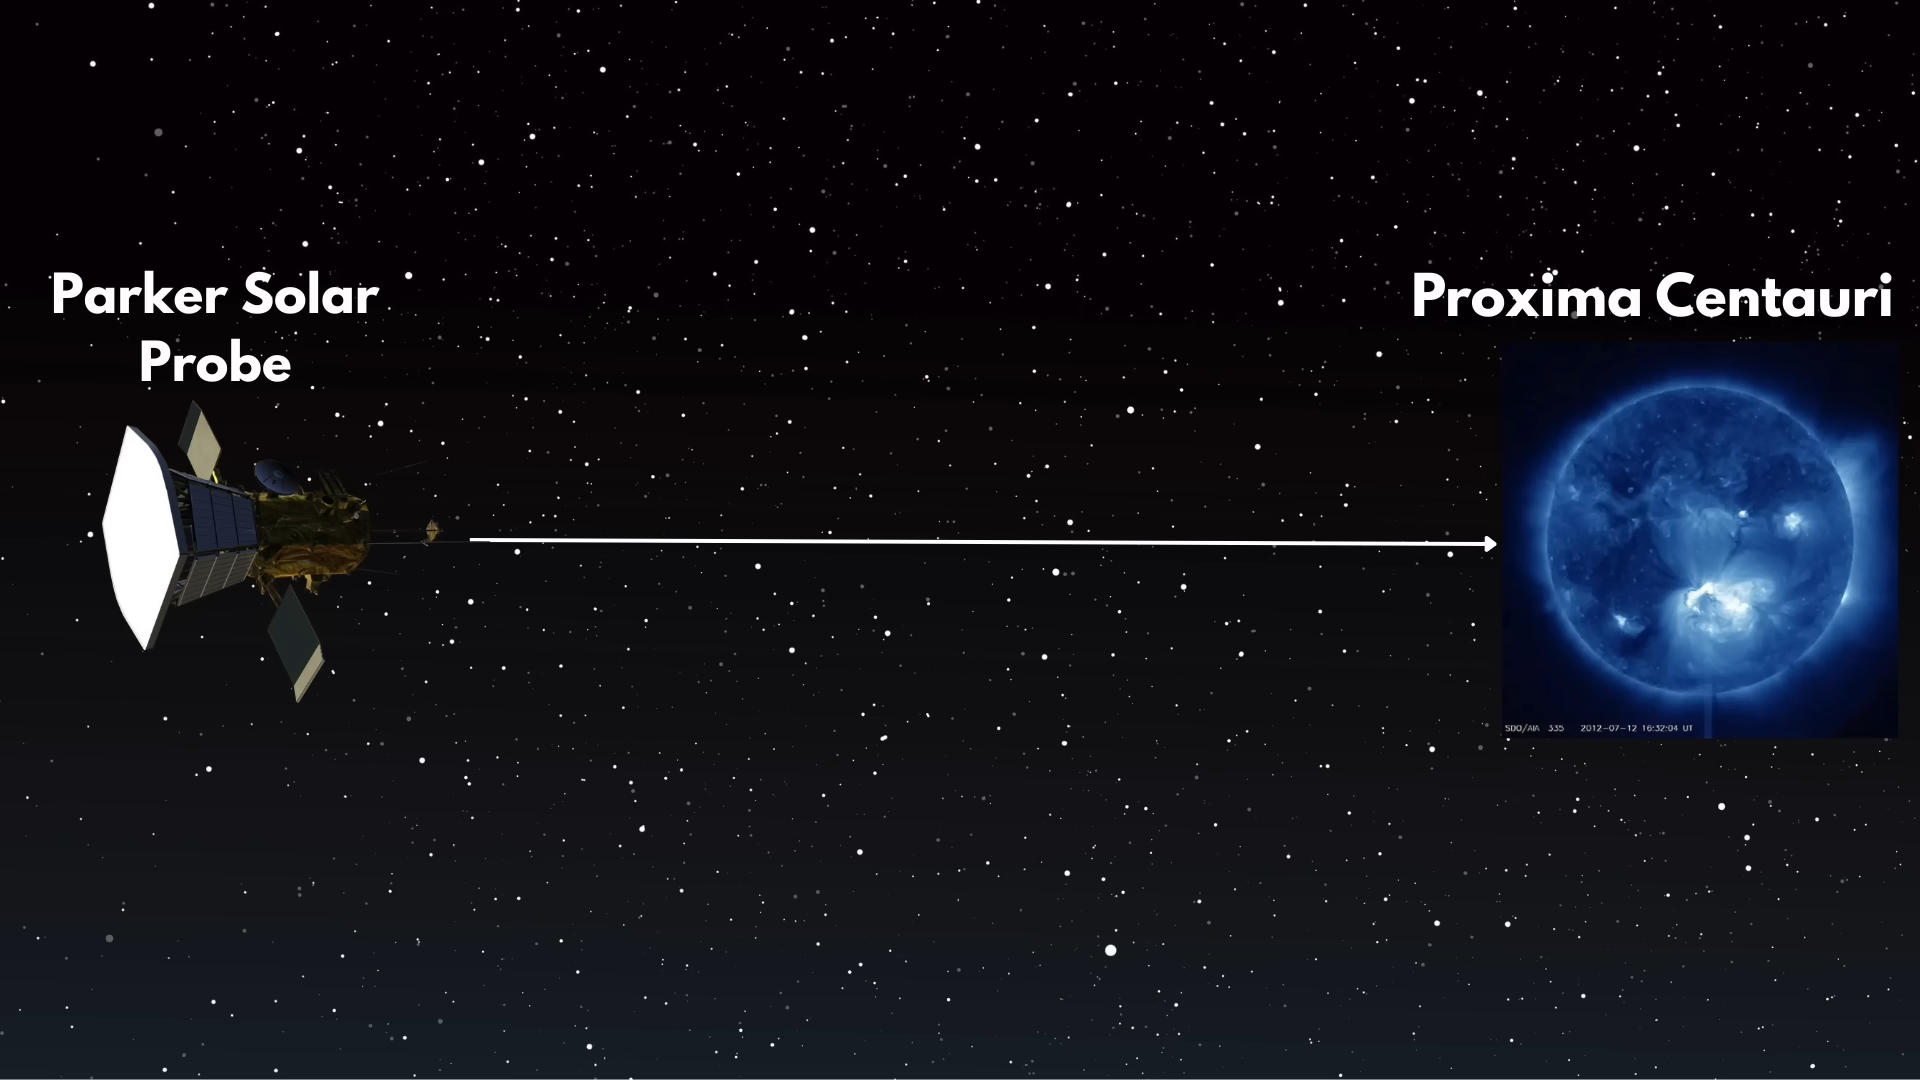 Parker Solar
Probe
Proxima Centauri
SDO/AIA 335 2012-07-12 16:32:04 UT